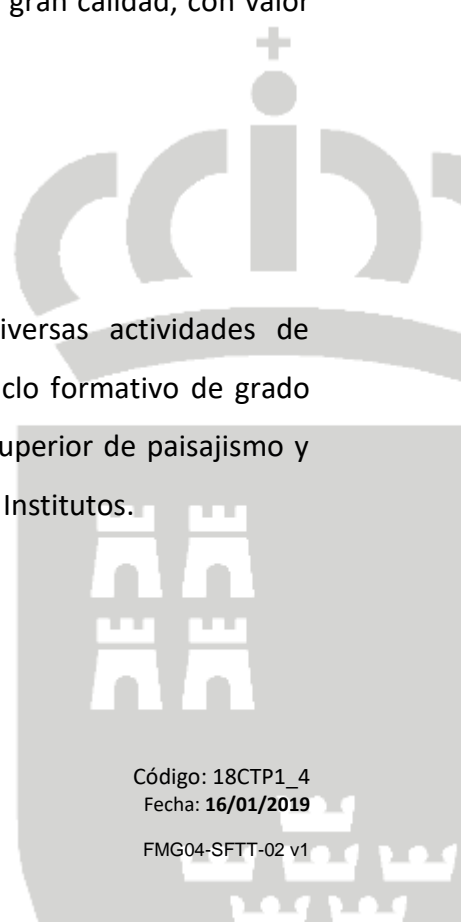 gran calidad, con valor
iversas actividades de
clo formativo de grado
uperior de paisajismo y
Institutos.
Código: 18CTP1_4
Fecha: 16/01/2019
FMG04-SFTT-02 v1